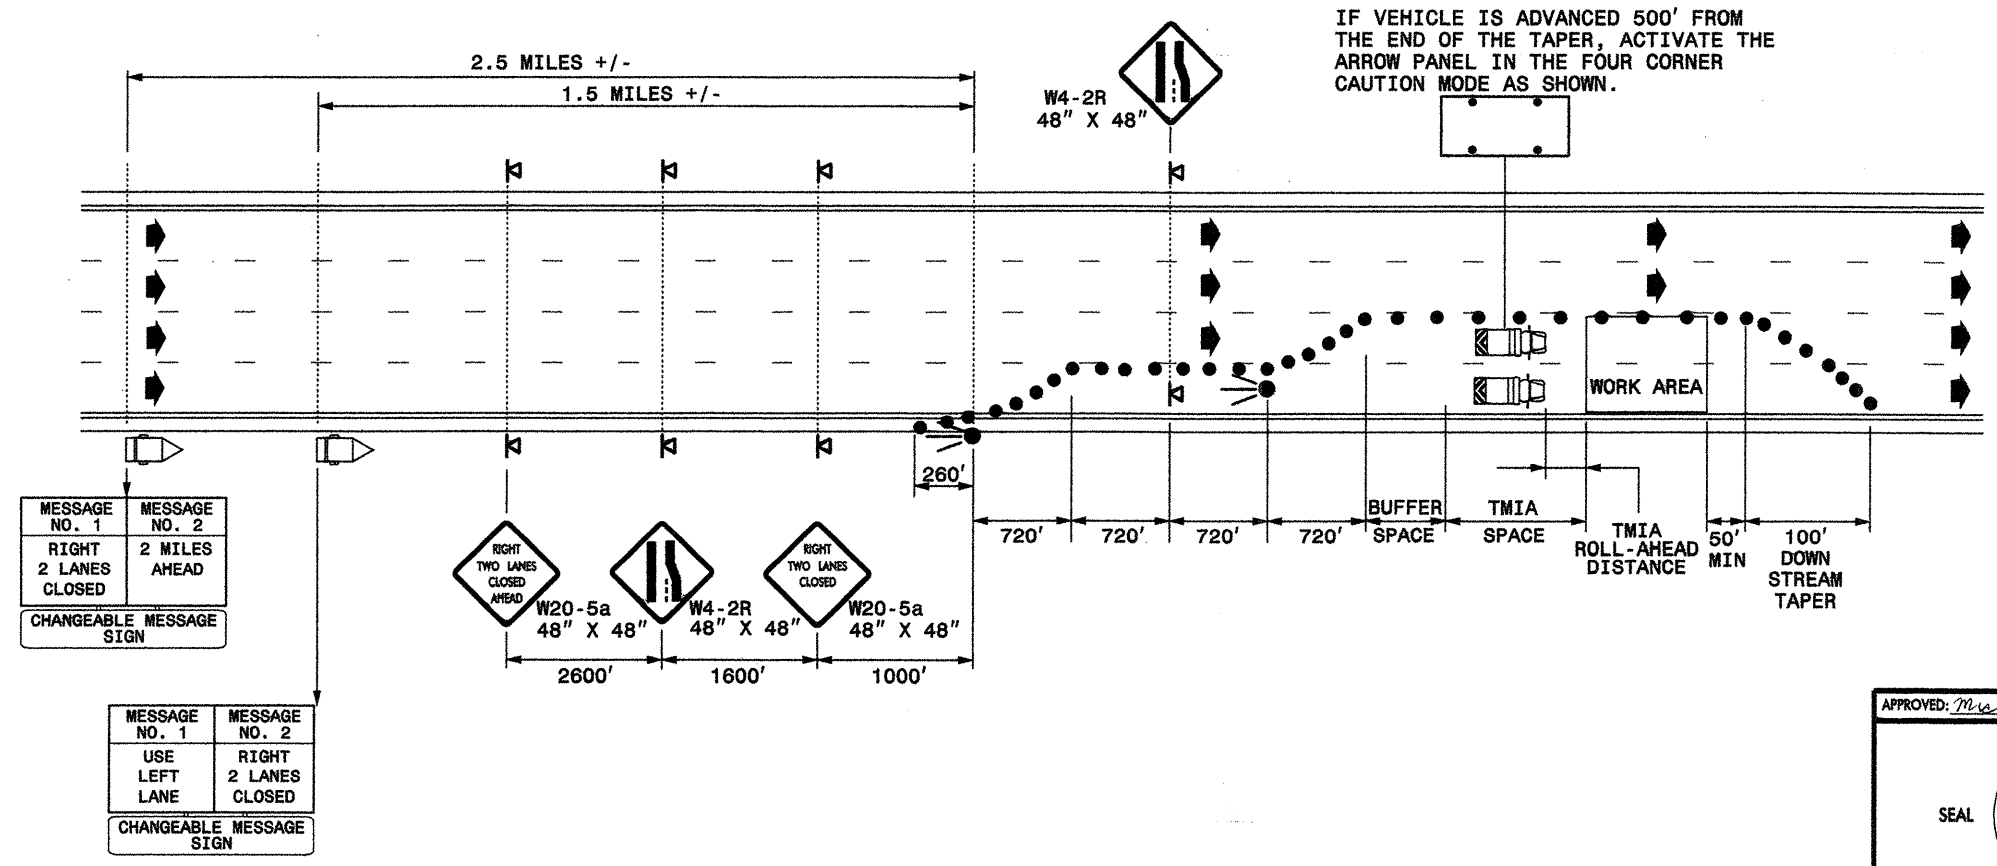 IF VEHICLE IS ADVANCED 500' FROM
THE END OF THE TAPER, ACTIVATE THE
ARROW PANEL IN THE FOUR CORNER
CAUTION MODE AS SHOWN.
2.5 MILES +/-
1.5 MILES +/-
W4-2R
48" X 48"
WORK AREA
260'
720'
720'
720'
720'
BUFFER
SPACE
TMIA
SPACE
TMIA
ROLL-AHEAD
DISTANCE
50'
MIN
100'
DOWN
STREAM
TAPER
MESSAGE
NO. 1
MESSAGE
NO. 2
RIGHT
2 LANES
CLOSED
2 MILES
AHEAD
CHANGEABLE MESSAGE
SIGN
RIGHT
TWO LANES
CLOSED
AHEAD
W20-5a
48" X 48"
W4-2R
48" X 48"
RIGHT
TWO LANES
CLOSED
W20-5a
48" X 48"
2600'
1600'
1000'
MESSAGE
NO. 1
MESSAGE
NO. 2
USE
LEFT
LANE
RIGHT
2 LANES
CLOSED
CHANGEABLE MESSAGE
SIGN
APPROVED:
SEAL